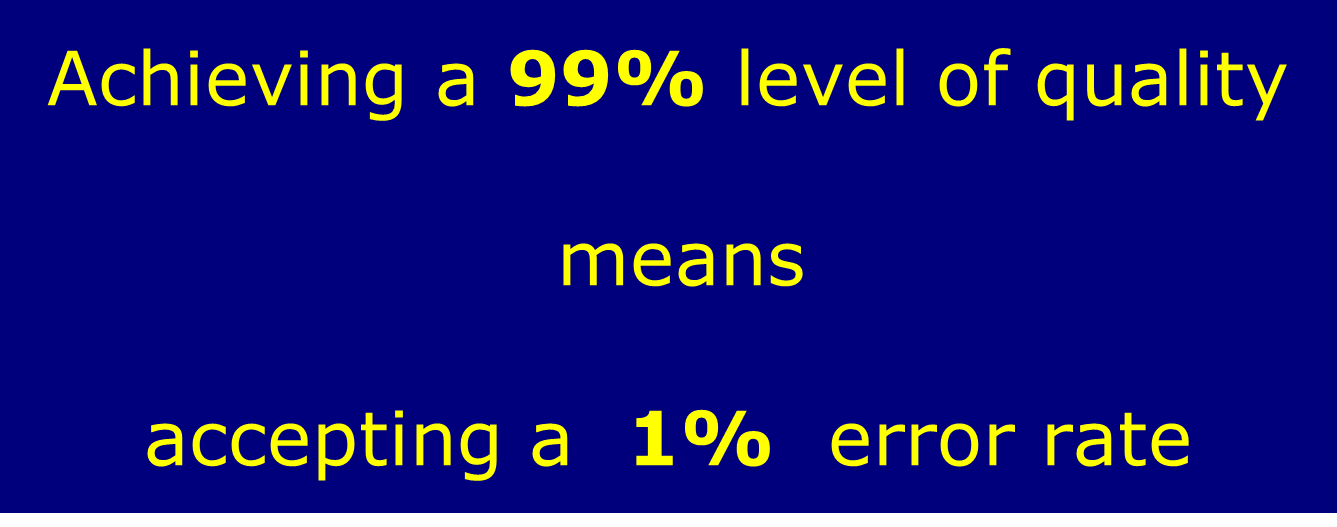 Achieving a 99% level of quality
means
accepting a 1% error rate